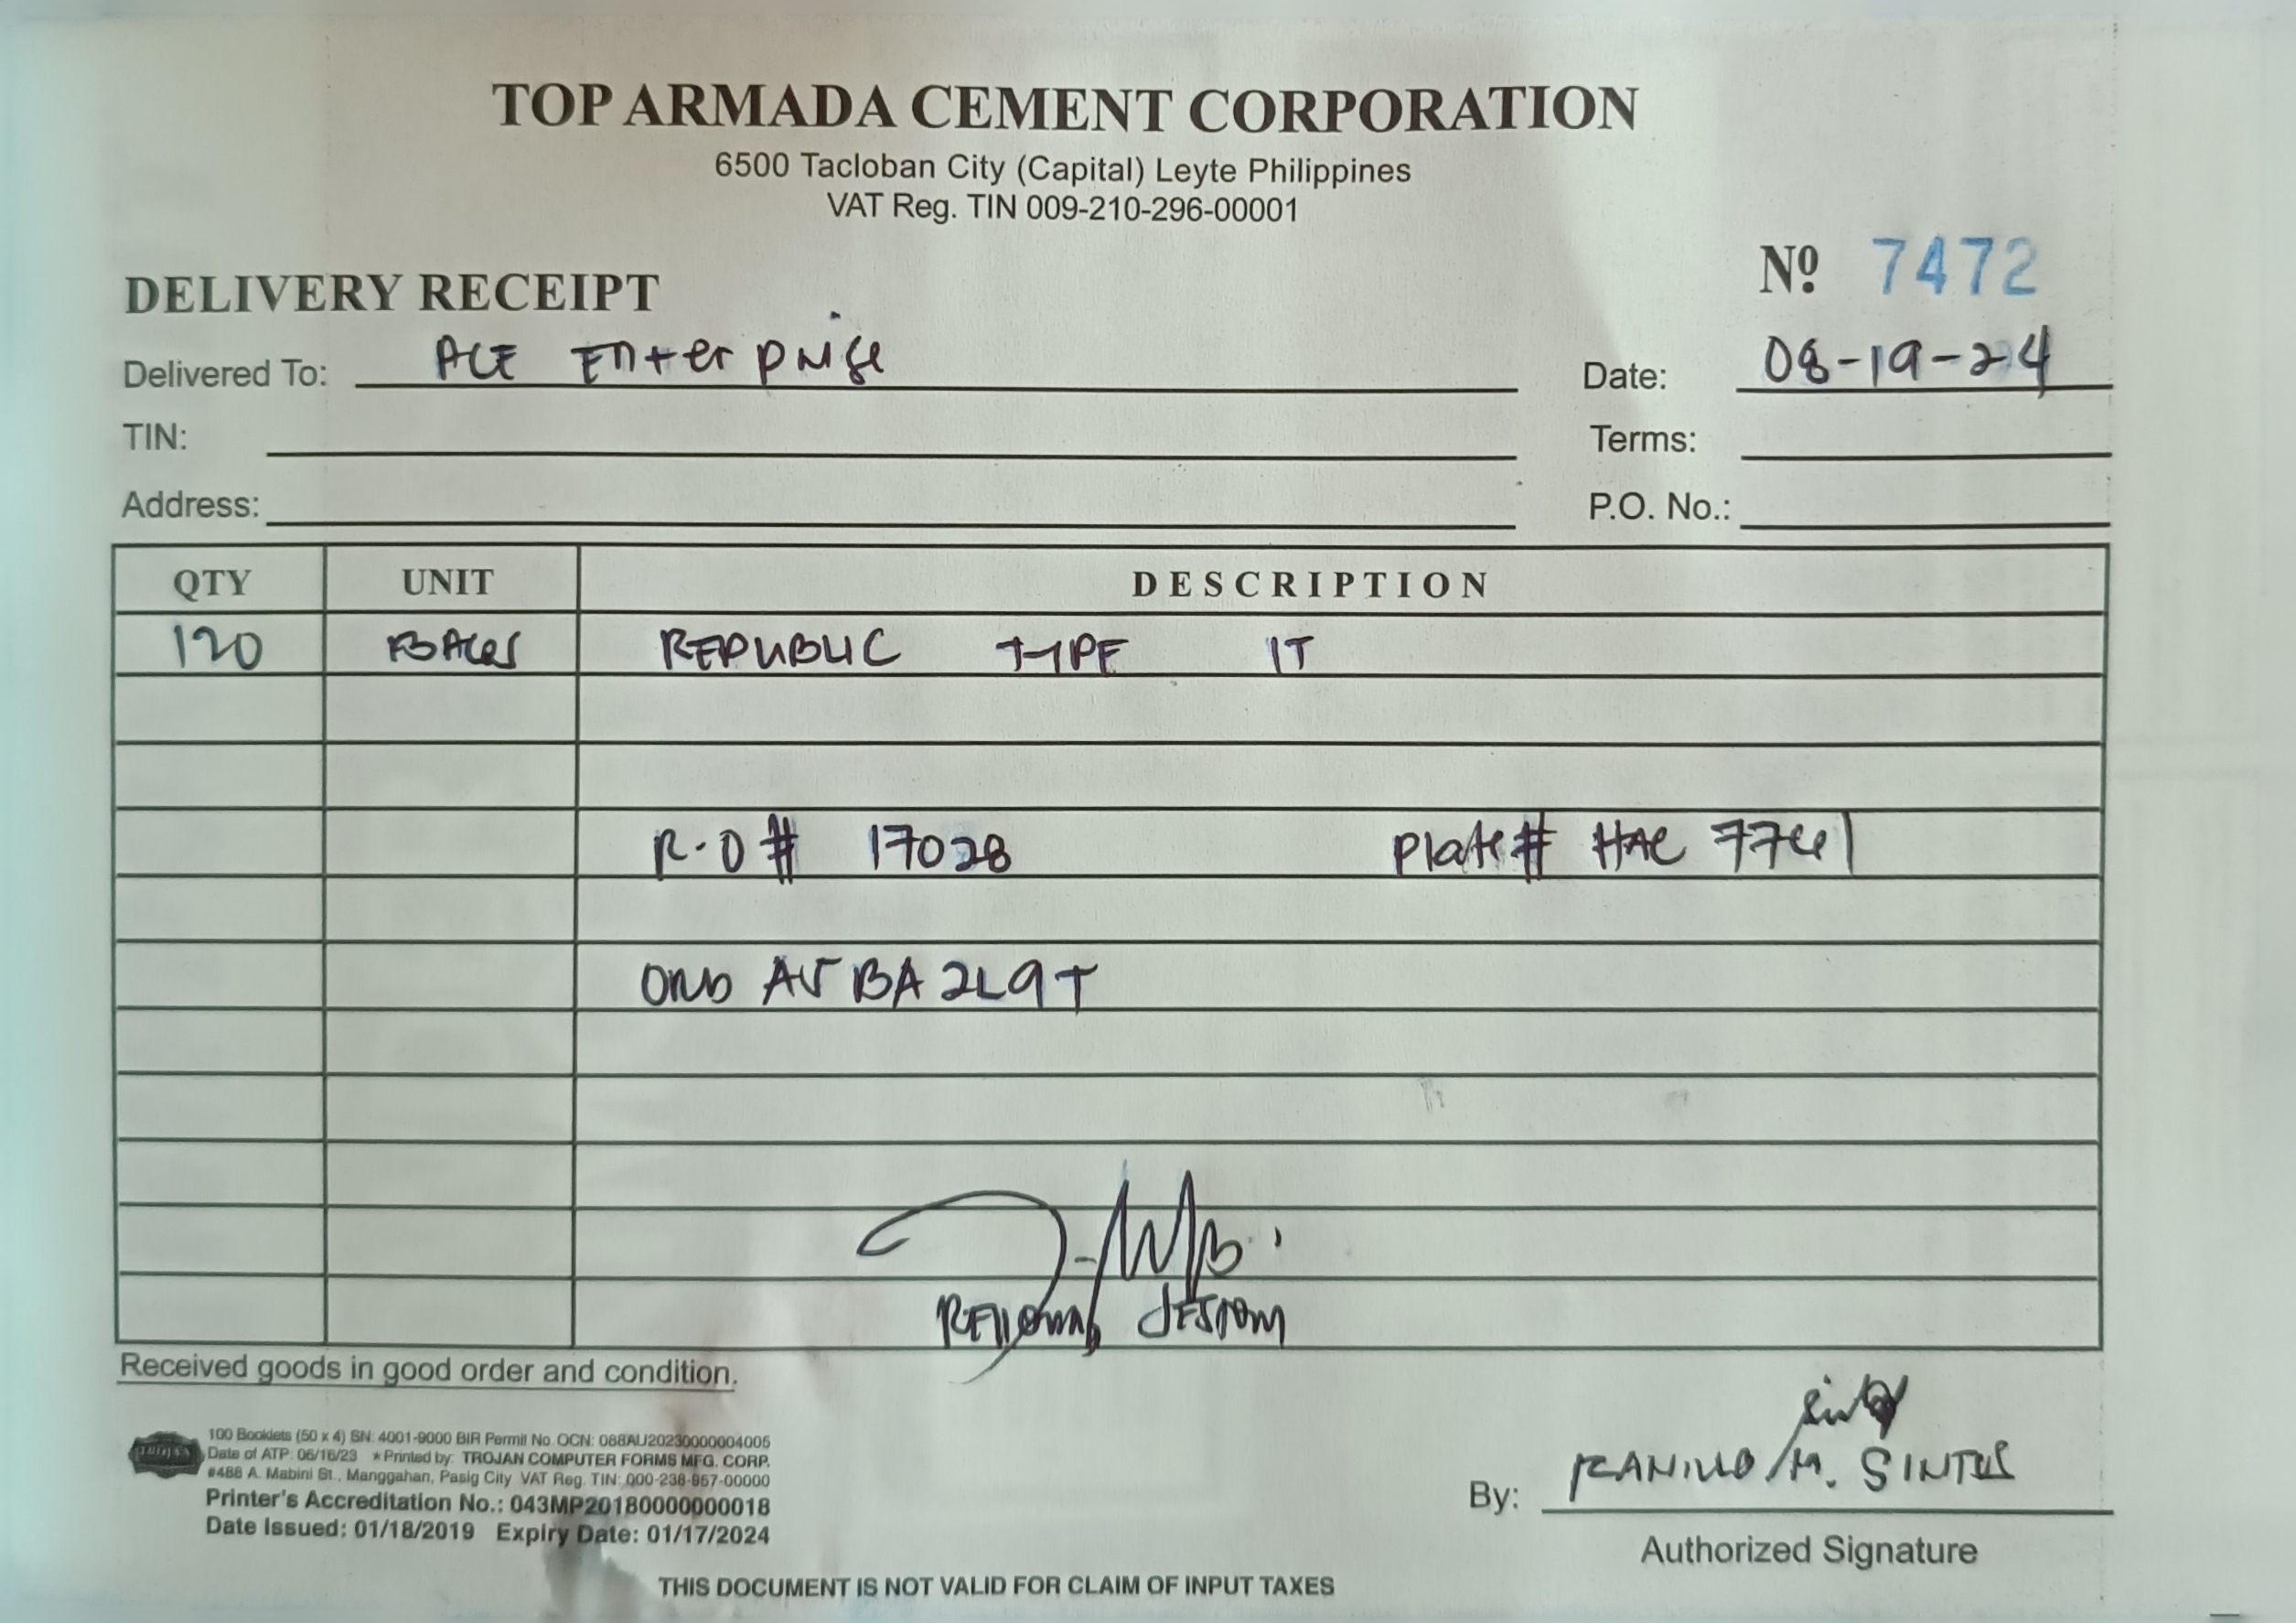 TOP ARMADA CEMENT CORPORATION
6500 Tacloban City (Capital) Leyte Philippines
VAT Reg. TIN 009-210-296-00001
DELIVERY RECEIPT
Nº 7472
Delivered To: ACE Enterprise
Date: 08-19-24
TIN:
Terms:
Address:
P.O. No.:
QTY UNIT DESCRIPTION
120 BAGS REPUBLIC TYPE 1T
R.O # 17028 Plate # HAC 7741
BA2L9T
Received goods in good order and condition.
TROJAN
100 Booklets (50 x 4) SN: 4001-9000 BIR Permit No. OCN: 088AU20230000004005
Date of ATP: 06/16/23 * Printed by: TROJAN COMPUTER FORMS MFG. CORP.
#488 A. Mabini St., Manggahan, Pasig City VAT Reg. TIN: 000-238-957-00000
Printer's Accreditation No.: 043MP20180000000018
Date Issued: 01/18/2019 Expiry Date: 01/17/2024
By: M. SINTOS
Authorized Signature
THIS DOCUMENT IS NOT VALID FOR CLAIM OF INPUT TAXES